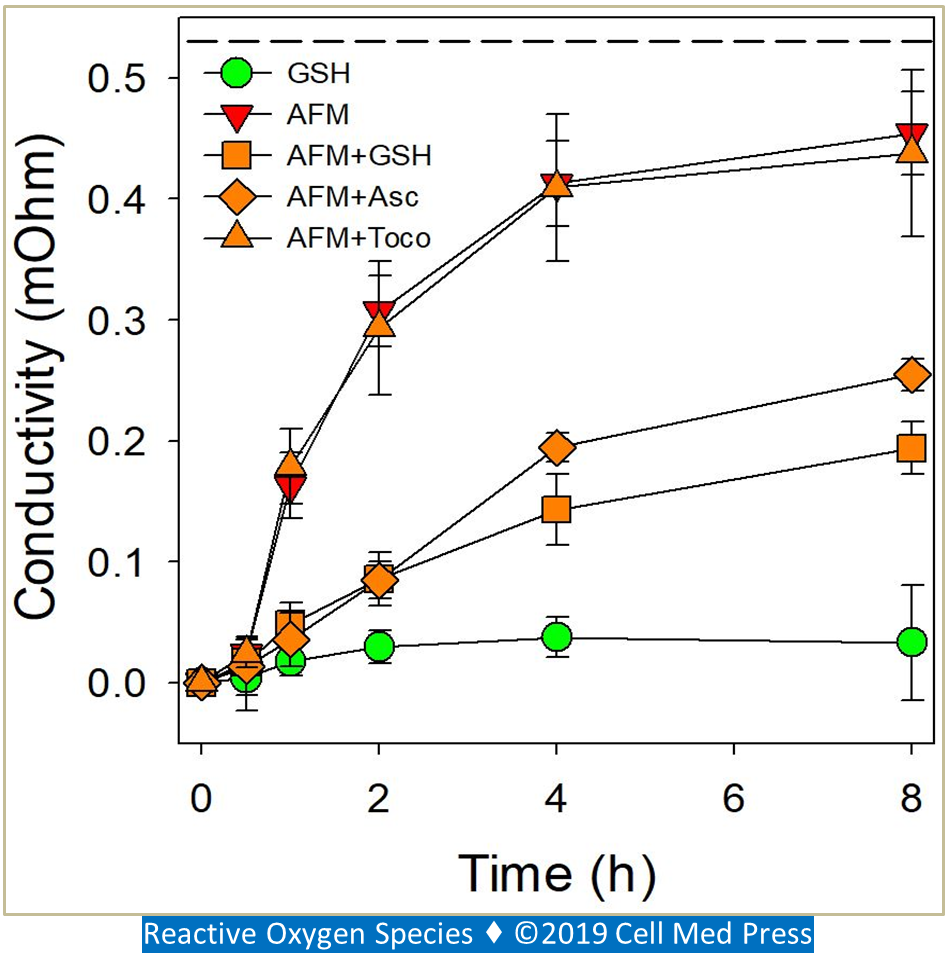 0.5
0.4
0.3
0.2
0.1
0.0
Conductivity (mOhm)
GSH
AFM
AFM+GSH
AFM+Asc
AFM+Toco
0 2 4 6 8
Time (h)
Reactive Oxygen Species ♦ ©2019 Cell Med Press